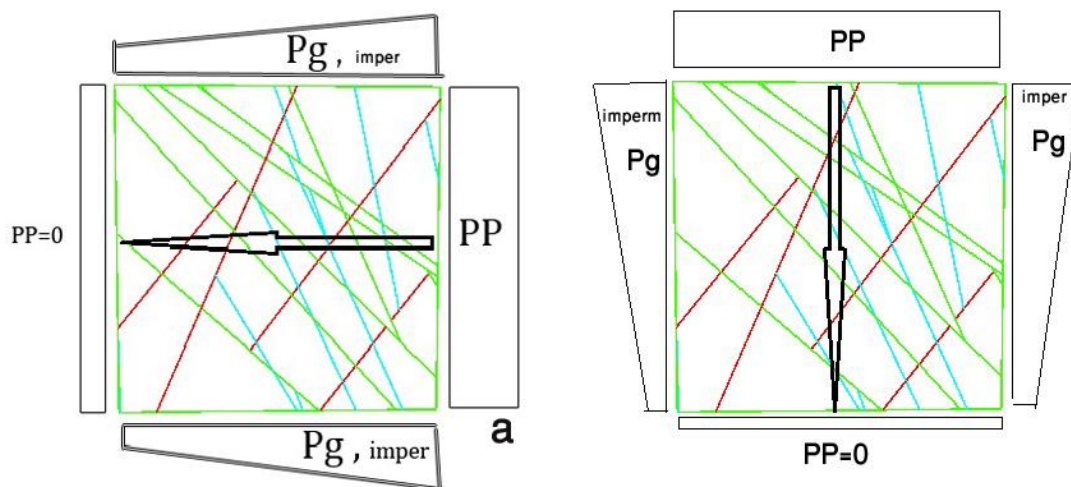 Pg , imper
PP=0
PP
Pg , imper
a
PP
imperm
Pg
imper
Pg
PP=0